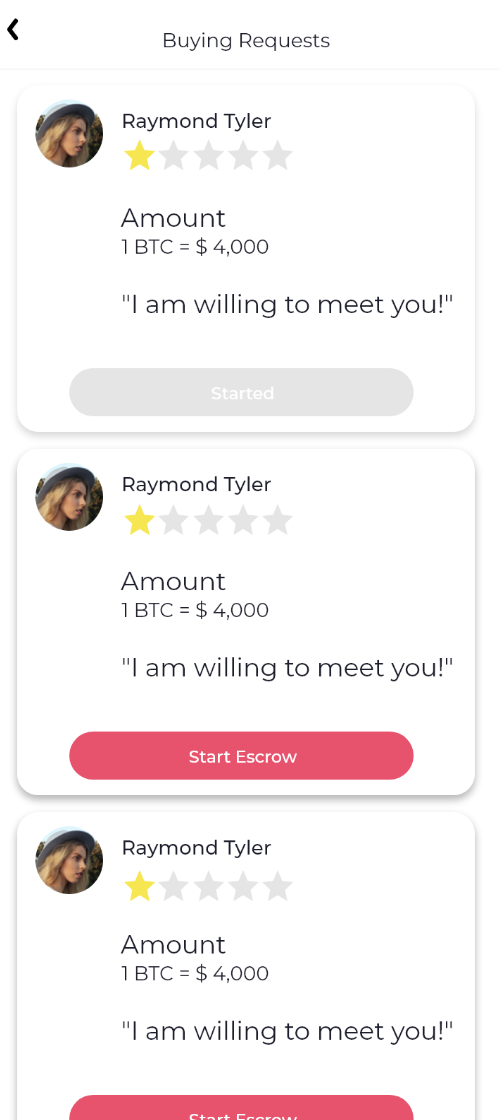 Buying Requests
Raymond Tyler
Amount
1 BTC = $ 4,000
"I am willing to meet you!"
Started
Raymond Tyler
Amount
1 BTC = $ 4,000
"I am willing to meet you!"
Start Escrow
Raymond Tyler
Amount
1 BTC = $ 4,000
"I am willing to meet you!"
Start Escrow